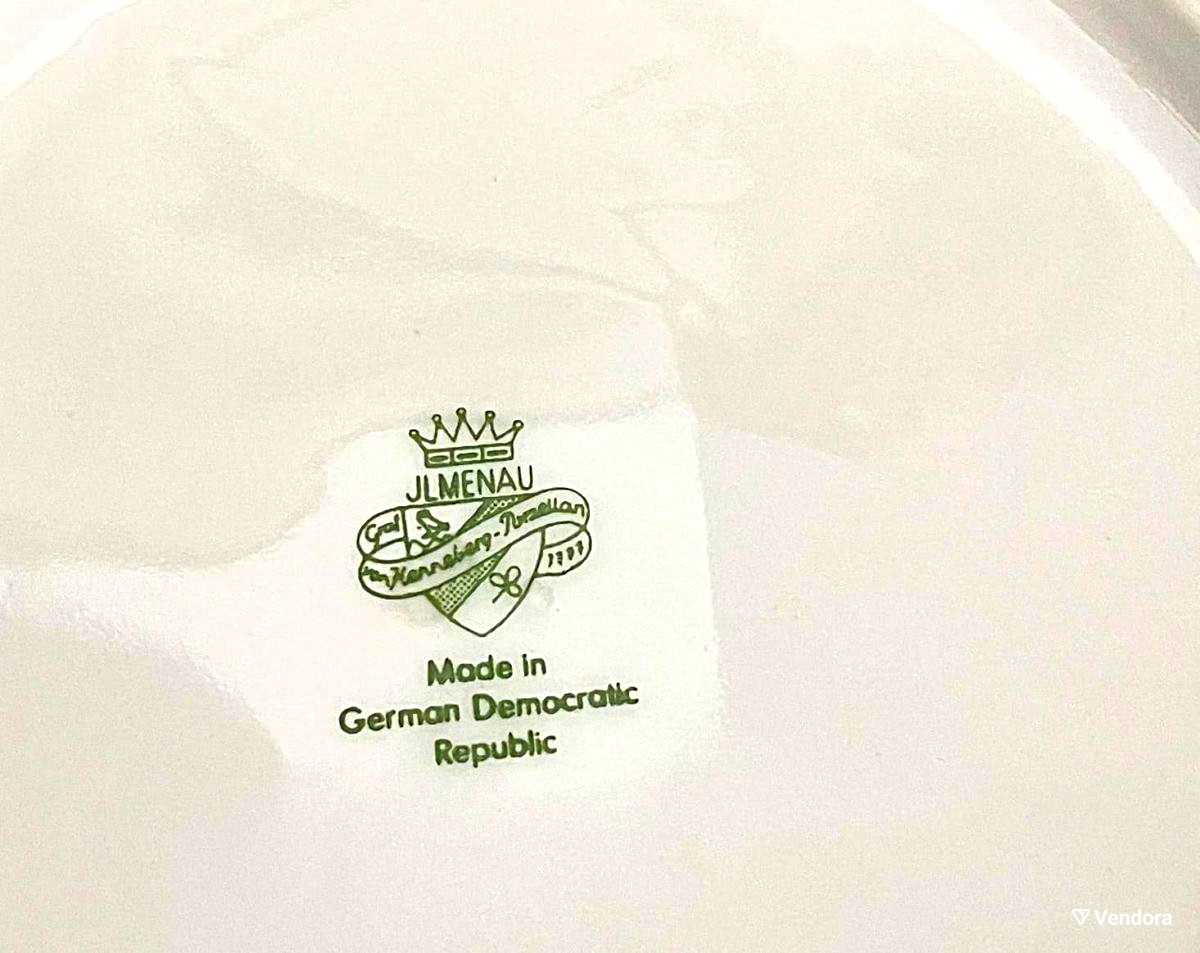 JLMENAU
Graf
von Henneberg-Porzellan
1777
Made in
German Democratic
Republic
Vendora